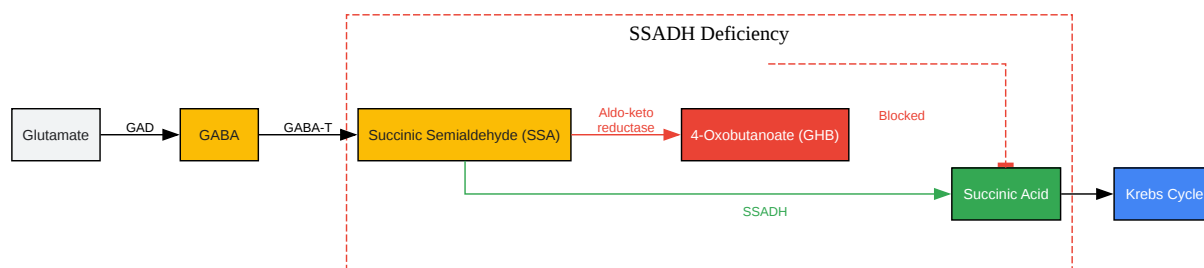 SSADH Deficiency
Glutamate
GAD
GABA
GABA-T
Succinic Semialdehyde (SSA)
Aldo-keto
reductase
4-Oxobutanoate (GHB)
Blocked
SSADH
Succinic Acid
Krebs Cycle